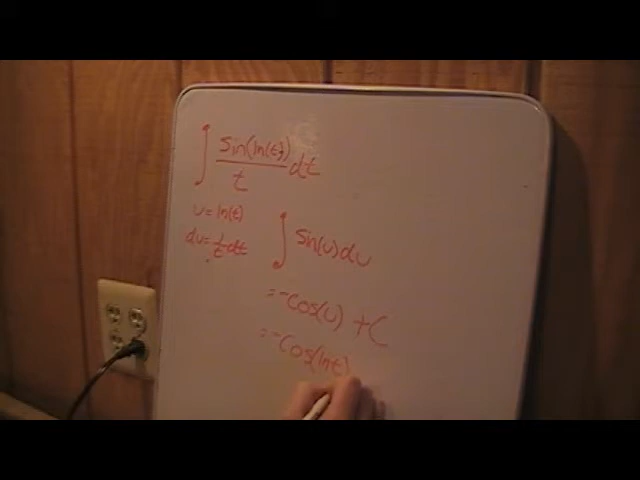 ∫ sin(ln(t)) / t dt
u = ln(t)
du = 1/t dt
∫ sin(u) du
= -cos(u) + C
= -cos(ln t)